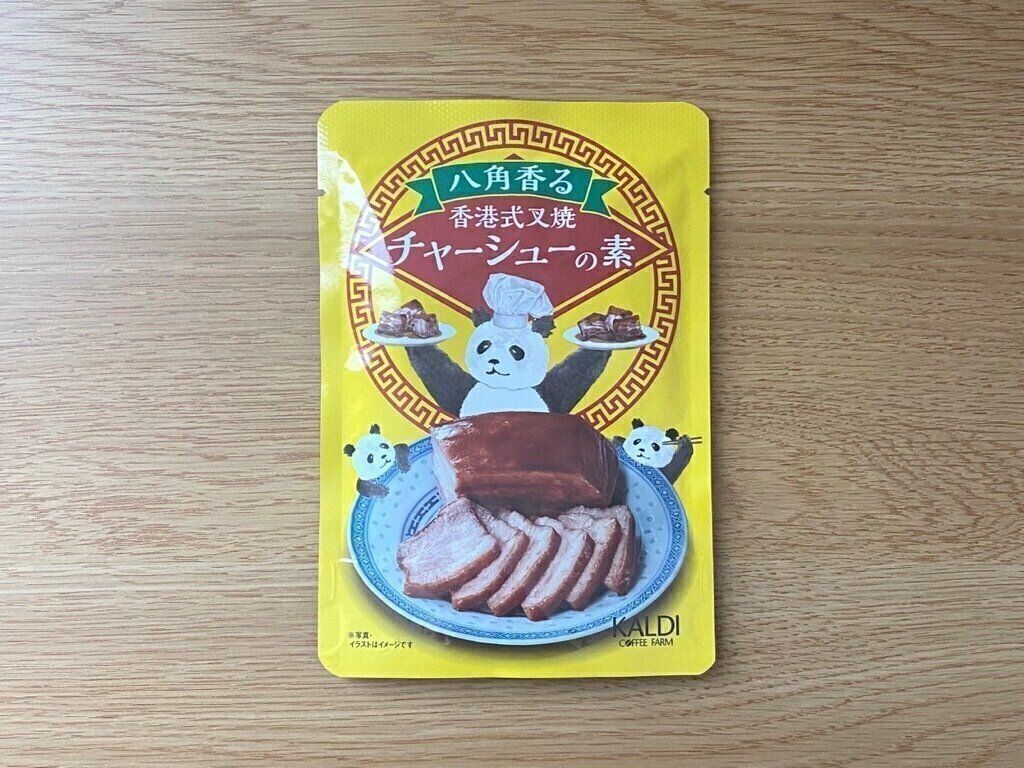 八角香る
香港式叉焼
チャーシューの素
※写真・
イラストはイメージです
KALDI
COFFEE FARM